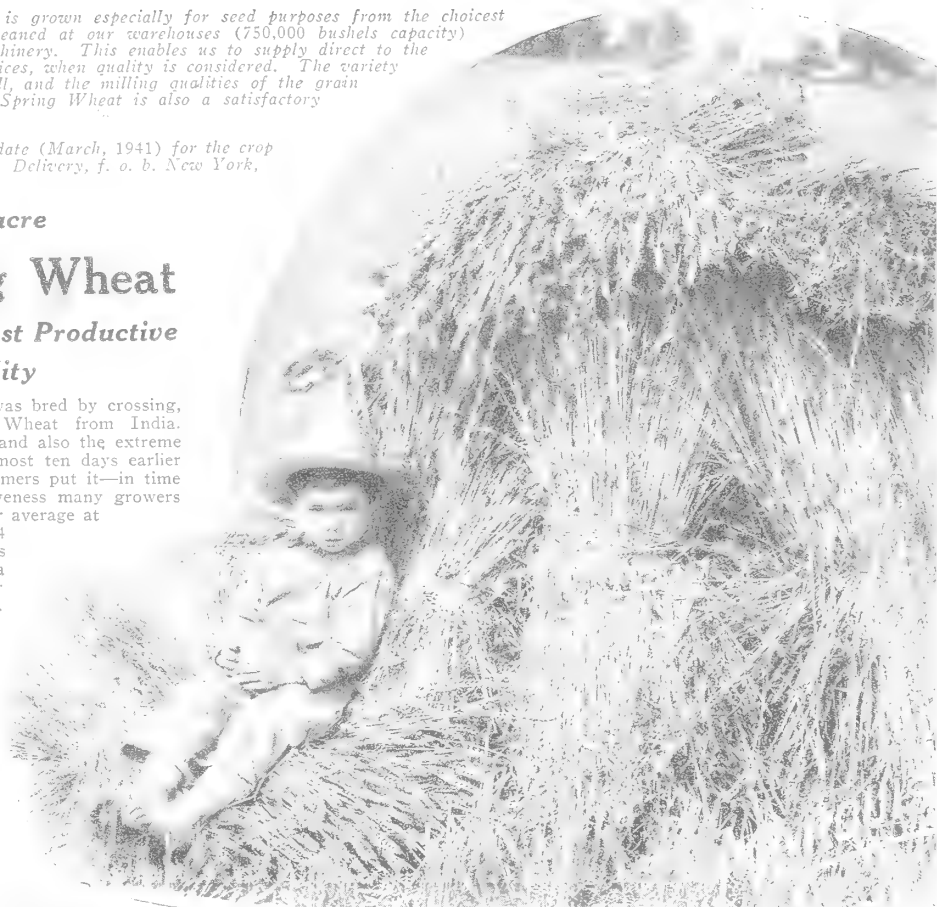 is grown especially for seed purposes from the choicest
eaned at our warehouses (750,000 bushels capacity)
hinery. This enables us to supply direct to the
ices, when quality is considered. The variety
ll, and the milling qualities of the grain
Spring Wheat is also a satisfactory
date (March, 1941) for the crop
Delivery, f. o. b. New York,
acre
g Wheat
st Productive
ity
was bred by crossing,
Wheat from India.
and also the extreme
most ten days earlier
mers put it—in time
veness many growers
r average at
4
s
a